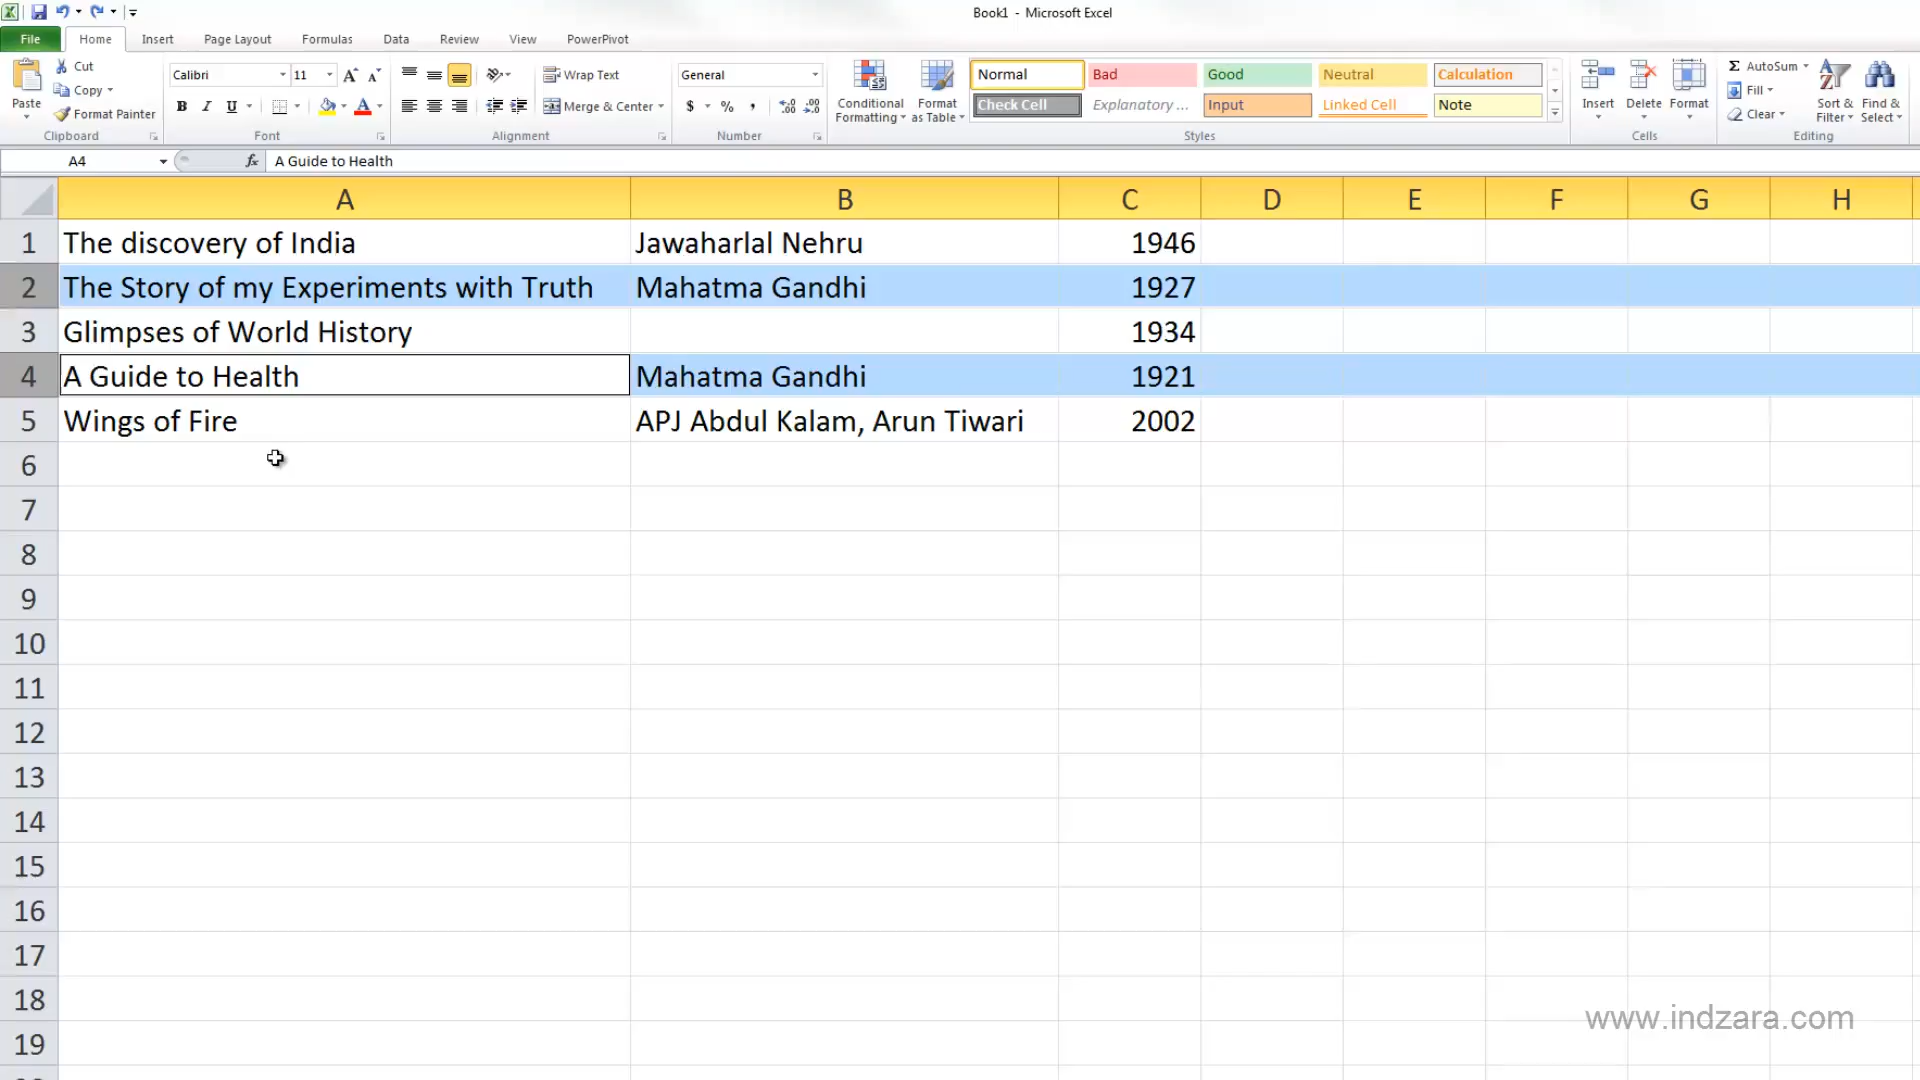 Book1 - Microsoft Excel
File Home Insert Page Layout Formulas Data Review View PowerPivot
Paste
Cut
Copy
Format Painter
Clipboard
Calibri 11
B I U
Font
Wrap Text
Merge & Center
Alignment
General
$ % ,
Number
Conditional Formatting
Format as Table
Normal Bad Good Neutral Calculation
Check Cell Explanatory ... Input Linked Cell Note
Styles
Insert Delete Format
Cells
Σ AutoSum
Fill
Clear
Sort & Filter
Find & Select
Editing
A4 fx A Guide to Health
A B C D E F G H
1 The discovery of India Jawaharlal Nehru 1946
2 The Story of my Experiments with Truth Mahatma Gandhi 1927
3 Glimpses of World History 1934
4 A Guide to Health Mahatma Gandhi 1921
5 Wings of Fire APJ Abdul Kalam, Arun Tiwari 2002
6
7
8
9
10
11
12
13
14
15
16
17
18
19
www.indzara.com